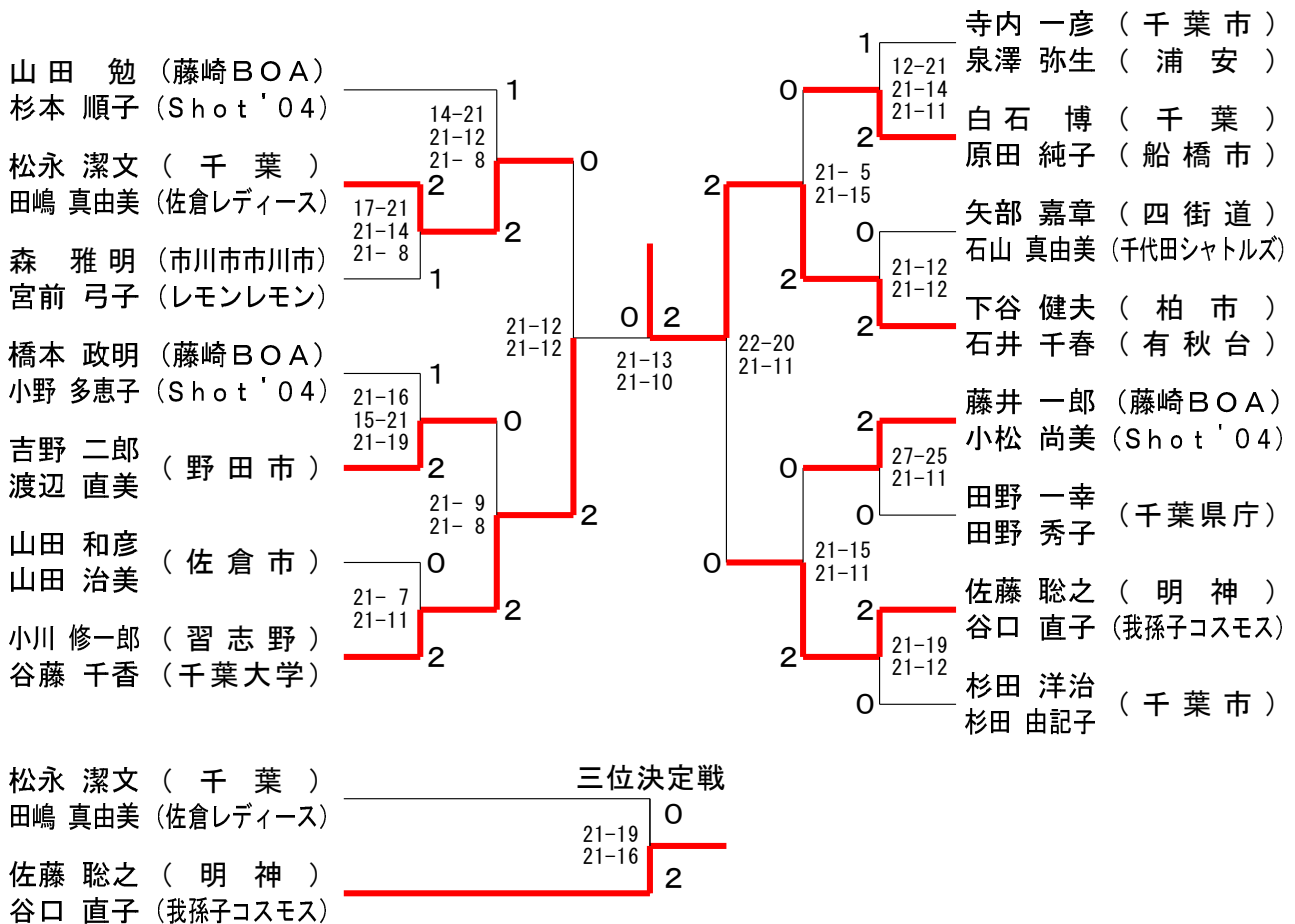 山田 勉 (藤崎BOA)
杉本 順子 (Shot'04)
松永 潔文 ( 千 葉 )
田嶋 真由美 (佐倉レディース)
森 雅明 (市川市市川市)
宮前 弓子 (レモンレモン)
橋本 政明 (藤崎BOA)
小野 多恵子 (Shot'04)
吉野 二郎
渡辺 直美
( 野 田 市 )
山田 和彦
山田 治美
( 佐 倉 市 )
小川 修一郎 ( 習 志 野 )
谷藤 千香 (千葉大学)
1
14-21
21-12
21- 8
2
2
17-21
21-14
21- 8
1
0
21-12
21-12
2
1
21-16
15-21
21-19
2
0
21- 9
21- 8
2
0
21- 7
21-11
2
0 2
21-13
21-10
寺内 一彦 ( 千 葉 市 )
泉澤 弥生 ( 浦 安 )
白石 博 ( 千 葉 )
原田 純子 ( 船 橋 市 )
矢部 嘉章 ( 四 街 道 )
石山 真由美 (千代田シャトルズ)
下谷 健夫 ( 柏 市 )
石井 千春 ( 有 秋 台 )
藤井 一郎 (藤崎BOA)
小松 尚美 (Shot'04)
田野 一幸
田野 秀子
(千葉県庁)
佐藤 聡之 ( 明 神 )
谷口 直子 (我孫子コスモス)
杉田 洋治
杉田 由記子
( 千 葉 市 )
1
12-21
21-14
21-11
2
0
21- 5
21-15
2
0
21-12
21-12
2
2
22-20
21-11
0
2
27-25
21-11
0
0
21-15
21-11
2
2
21-19
21-12
0
三位決定戦
松永 潔文 ( 千 葉 )
田嶋 真由美 (佐倉レディース)
0
21-19
21-16
2
佐藤 聡之 ( 明 神 )
谷口 直子 (我孫子コスモス)